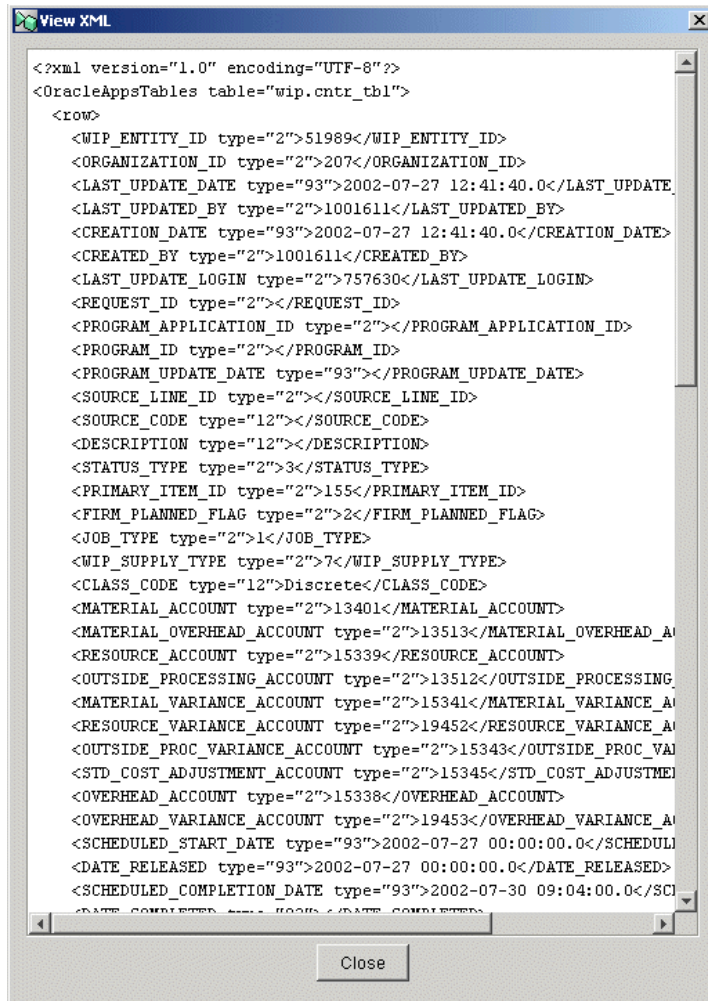 View XML
<?xml version="1.0" encoding="UTF-8"?>
<OracleAppsTables table="wip.cntr_tbl">
<row>
<WIP_ENTITY_ID type="2">51989</WIP_ENTITY_ID>
<ORGANIZATION_ID type="2">207</ORGANIZATION_ID>
<LAST_UPDATE_DATE type="93">2002-07-27 12:41:40.0</LAST_UPDATE_
<LAST_UPDATED_BY type="2">1001611</LAST_UPDATED_BY>
<CREATION_DATE type="93">2002-07-27 12:41:40.0</CREATION_DATE>
<CREATED_BY type="2">1001611</CREATED_BY>
<LAST_UPDATE_LOGIN type="2">757630</LAST_UPDATE_LOGIN>
<REQUEST_ID type="2"></REQUEST_ID>
<PROGRAM_APPLICATION_ID type="2"></PROGRAM_APPLICATION_ID>
<PROGRAM_ID type="2"></PROGRAM_ID>
<PROGRAM_UPDATE_DATE type="93"></PROGRAM_UPDATE_DATE>
<SOURCE_LINE_ID type="2"></SOURCE_LINE_ID>
<SOURCE_CODE type="12"></SOURCE_CODE>
<DESCRIPTION type="12"></DESCRIPTION>
<STATUS_TYPE type="2">3</STATUS_TYPE>
<PRIMARY_ITEM_ID type="2">155</PRIMARY_ITEM_ID>
<FIRM_PLANNED_FLAG type="2">2</FIRM_PLANNED_FLAG>
<JOB_TYPE type="2">1</JOB_TYPE>
<WIP_SUPPLY_TYPE type="2">7</WIP_SUPPLY_TYPE>
<CLASS_CODE type="12">Discrete</CLASS_CODE>
<MATERIAL_ACCOUNT type="2">13401</MATERIAL_ACCOUNT>
<MATERIAL_OVERHEAD_ACCOUNT type="2">13513</MATERIAL_OVERHEAD_A
<RESOURCE_ACCOUNT type="2">15339</RESOURCE_ACCOUNT>
<OUTSIDE_PROCESSING_ACCOUNT type="2">13512</OUTSIDE_PROCESSING_
<MATERIAL_VARIANCE_ACCOUNT type="2">15341</MATERIAL_VARIANCE_A
<RESOURCE_VARIANCE_ACCOUNT type="2">19452</RESOURCE_VARIANCE_A
<OUTSIDE_PROC_VARIANCE_ACCOUNT type="2">15343</OUTSIDE_PROC_VA
<STD_COST_ADJUSTMENT_ACCOUNT type="2">15345</STD_COST_ADJUSTME
<OVERHEAD_ACCOUNT type="2">15338</OVERHEAD_ACCOUNT>
<OVERHEAD_VARIANCE_ACCOUNT type="2">19453</OVERHEAD_VARIANCE_A
<SCHEDULED_START_DATE type="93">2002-07-27 00:00:00.0</SCHEDUL
<DATE_RELEASED type="93">2002-07-27 00:00:00.0</DATE_RELEASED>
<SCHEDULED_COMPLETION_DATE type="93">2002-07-30 09:04:00.0</SC
<DATE_COMPLETED type="93"></DATE_COMPLETED>
Close